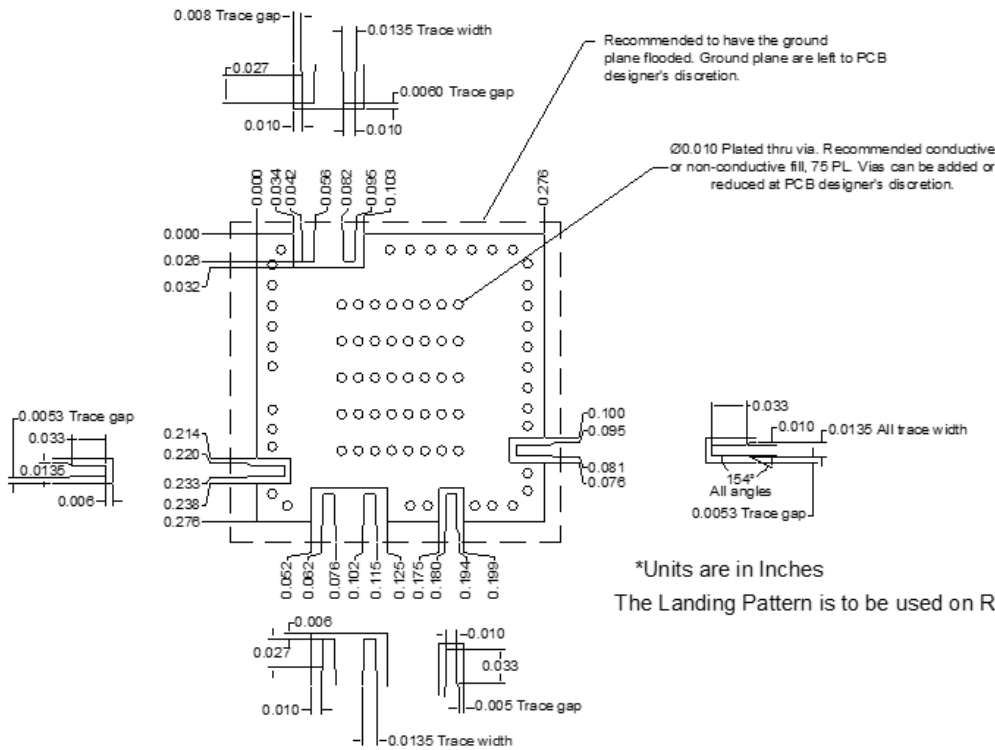 0.008 Trace gap
0.0135 Trace width
0.027
0.0060 Trace gap
0.010
0.010
Recommended to have the ground
plane flooded. Ground plane are left to PCB
designer's discretion.
Ø0.010 Plated thru via. Recommended conductive
or non-conductive fill, 75 PL. Vias can be added or
reduced at PCB designer's discretion.
0.000
0.034
0.042
0.056
0.082
0.095
0.103
0.276
0.000
0.026
0.032
0.0053 Trace gap
0.033
0.0135
0.006
0.214
0.220
0.233
0.238
0.276
0.100
0.095
0.081
0.076
0.033
0.010
0.0135 All trace width
154°
All angles
0.0053 Trace gap
0.052
0.062
0.076
0.102
0.115
0.125
0.175
0.180
0.194
0.199
*Units are in Inches
The Landing Pattern is to be used on R
0.006
0.027
0.010
0.0135 Trace width
0.010
0.033
0.005 Trace gap